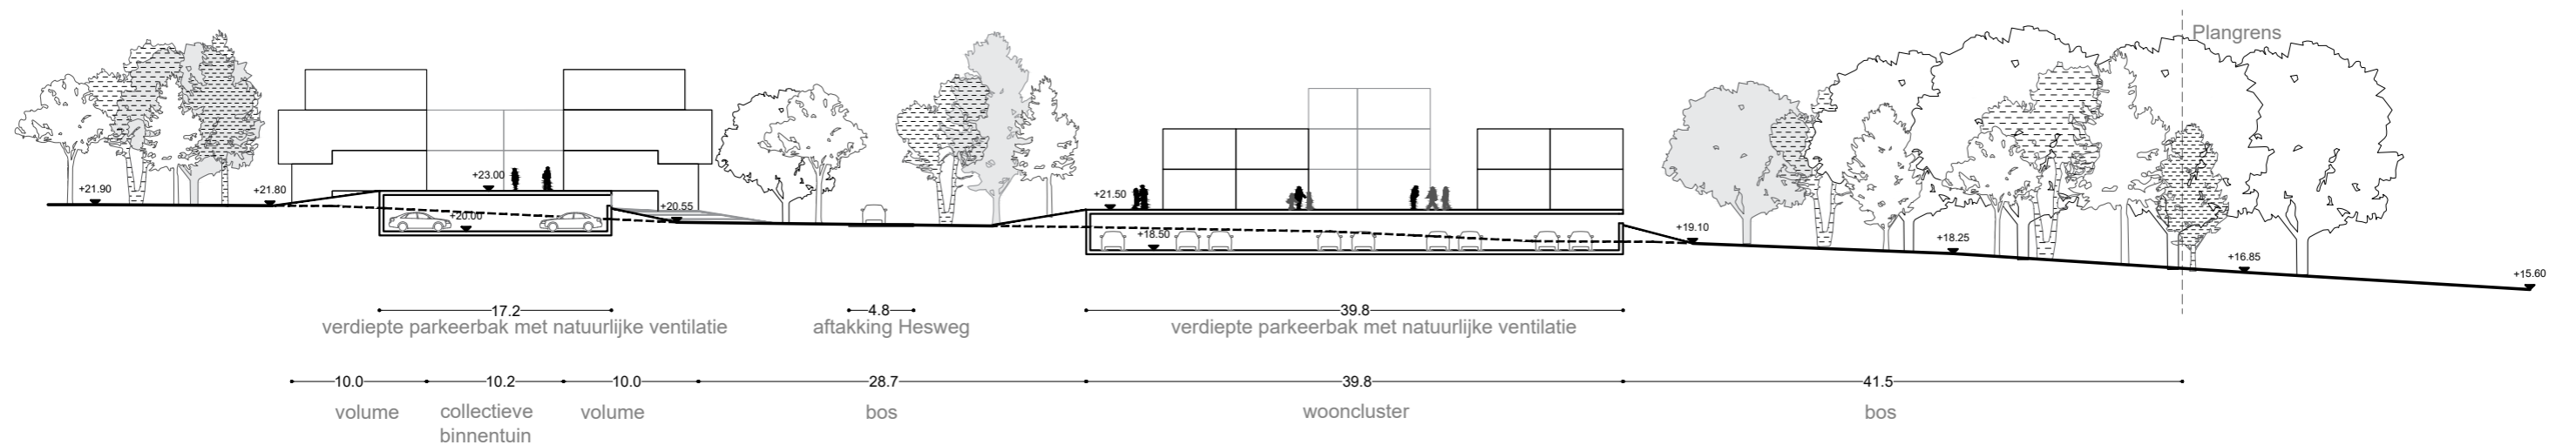 Plangrens
+21.90
+21.80
+23.00
+20.00
+20.55
+21.50
+18.50
+19.10
+18.25
+16.85
+15.60
17.2
4.8
39.8
verdiepte parkeerbak met natuurlijke ventilatie
aftakking Hesweg
verdiepte parkeerbak met natuurlijke ventilatie
10.0
10.2
10.0
28.7
39.8
41.5
volume
collectieve
binnentuin
volume
bos
wooncluster
bos